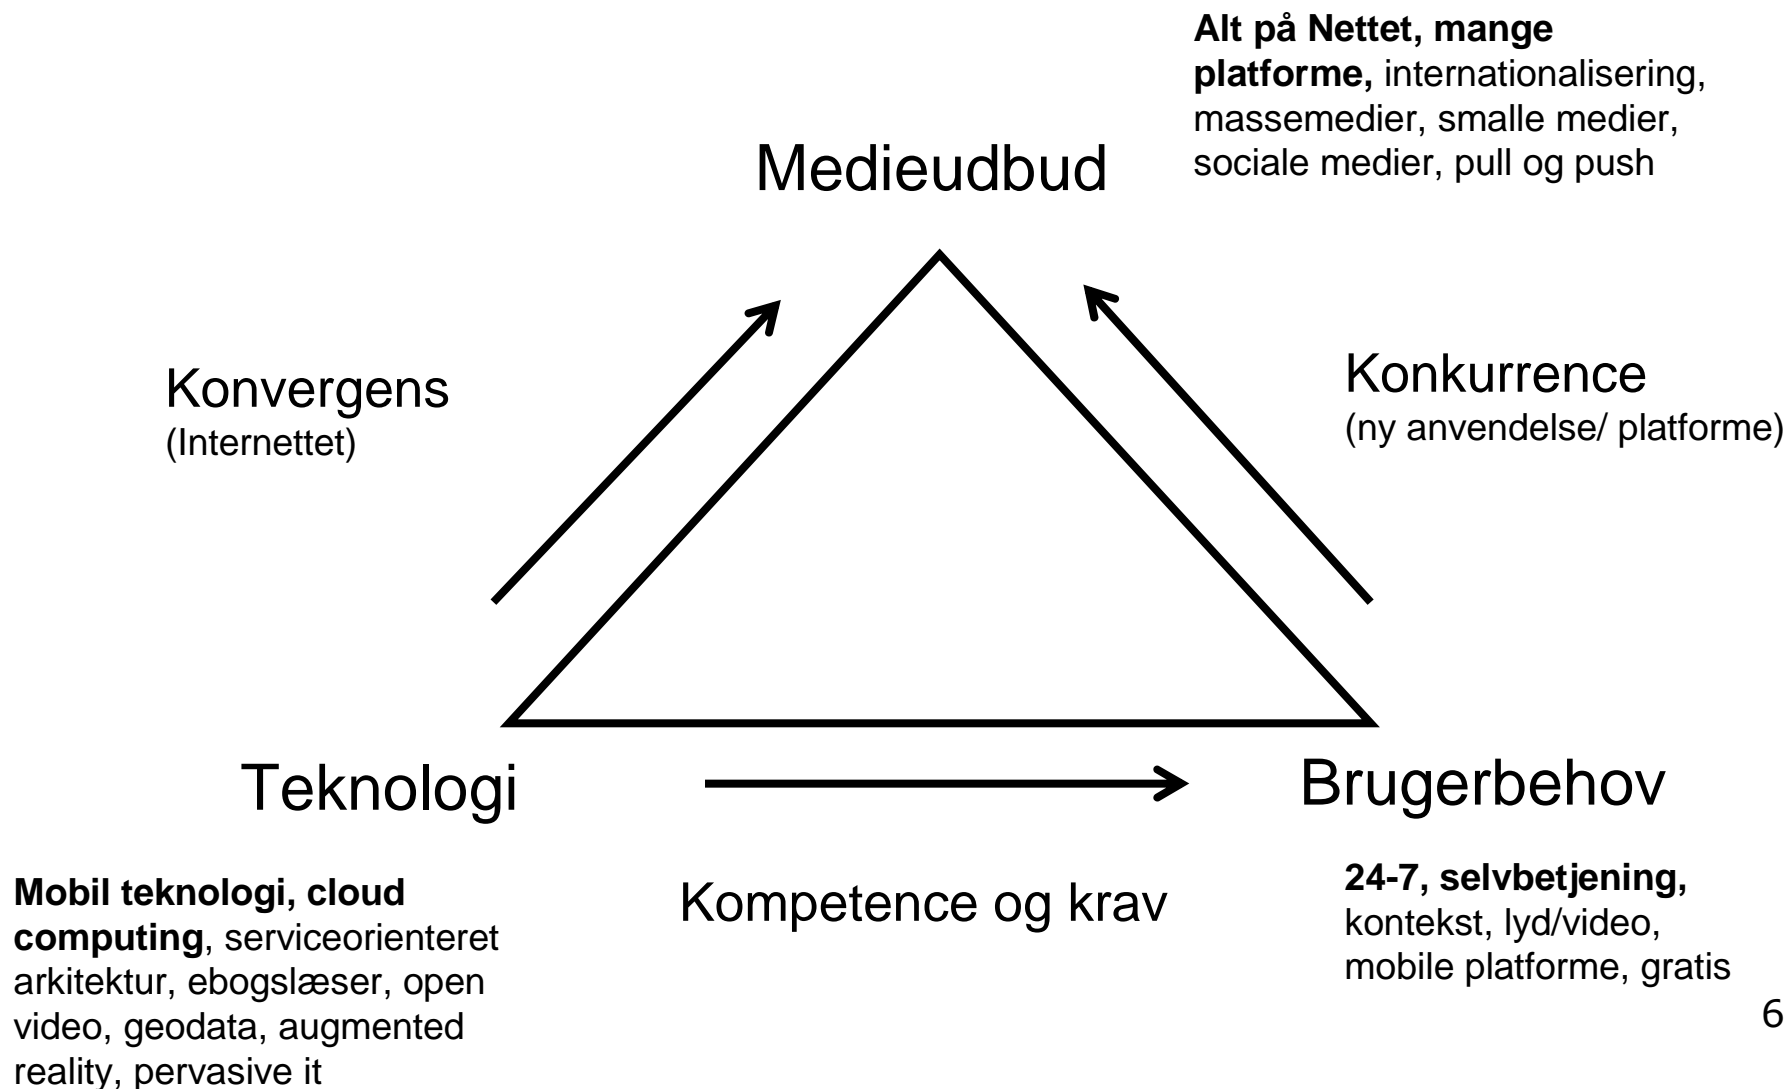 Alt på Nettet, mange
platforme, internationalisering,
massemedier, smalle medier,
sociale medier, pull og push
Medieudbud
Konvergens
(Internettet)
Konkurrence
(ny anvendelse/ platforme)
Teknologi
Brugerbehov
Kompetence og krav
Mobil teknologi, cloud
computing, serviceorienteret
arkitektur, ebogslæser, open
video, geodata, augmented
reality, pervasive it
24-7, selvbetjening,
kontekst, lyd/video,
mobile platforme, gratis
6